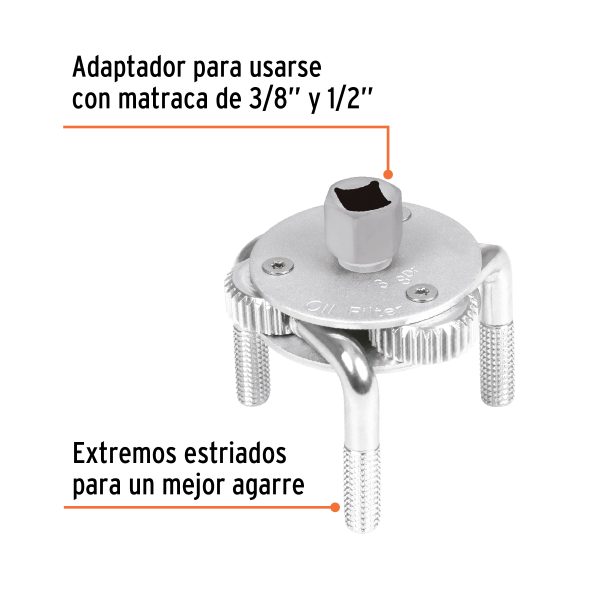 Adaptador para usarse
con matraca de 3/8” y 1/2”
Oil Filter
Extremos estriados
para un mejor agarre